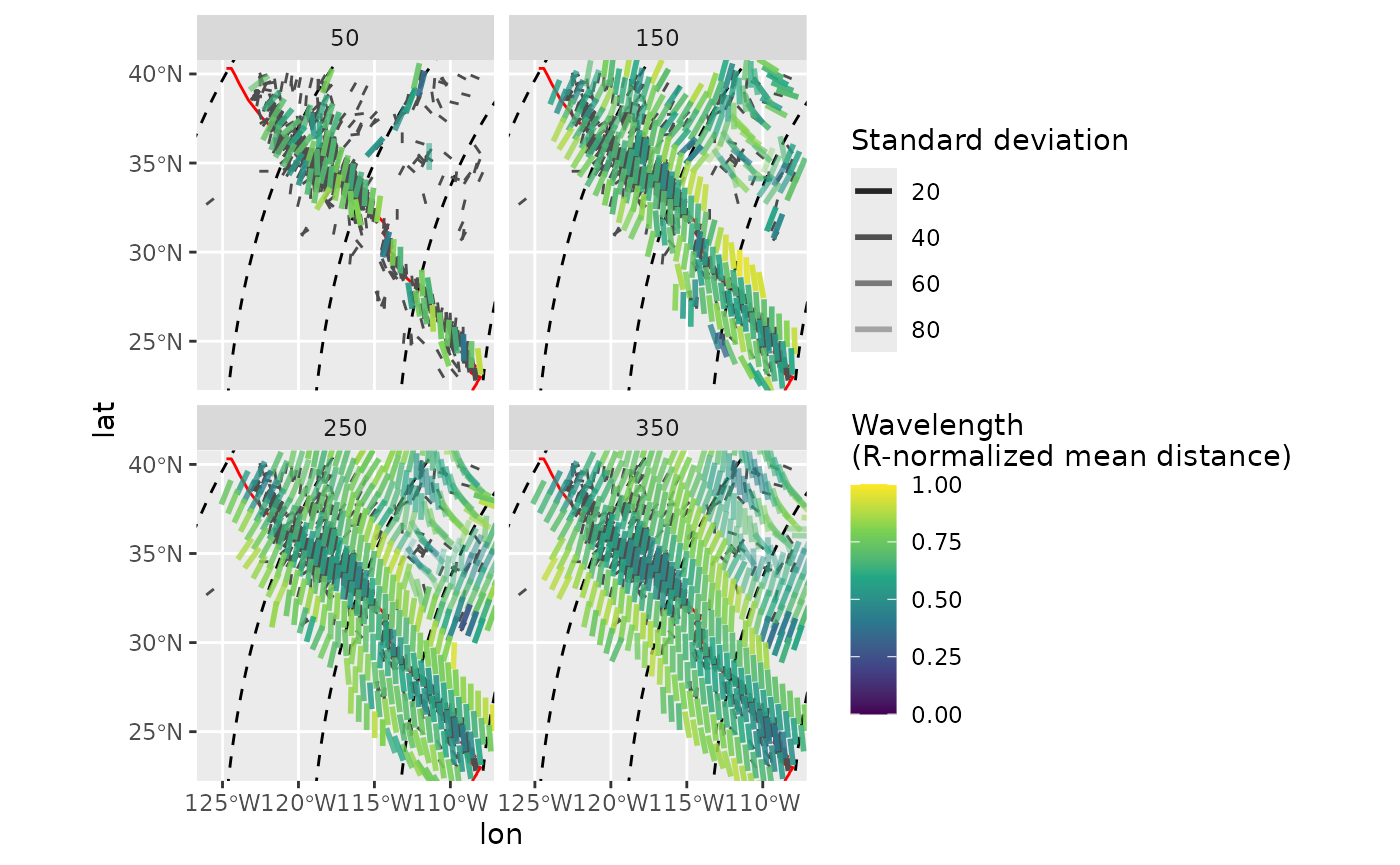 50
150
40°N
35°N
30°N
25°N
250
350
40°N
35°N
30°N
25°N
125°W120°W115°W110°W
125°W120°W115°W110°W
lon
lat
Standard deviation
20
40
60
80
Wavelength
(R-normalized mean distance)
1.00
0.75
0.50
0.25
0.00